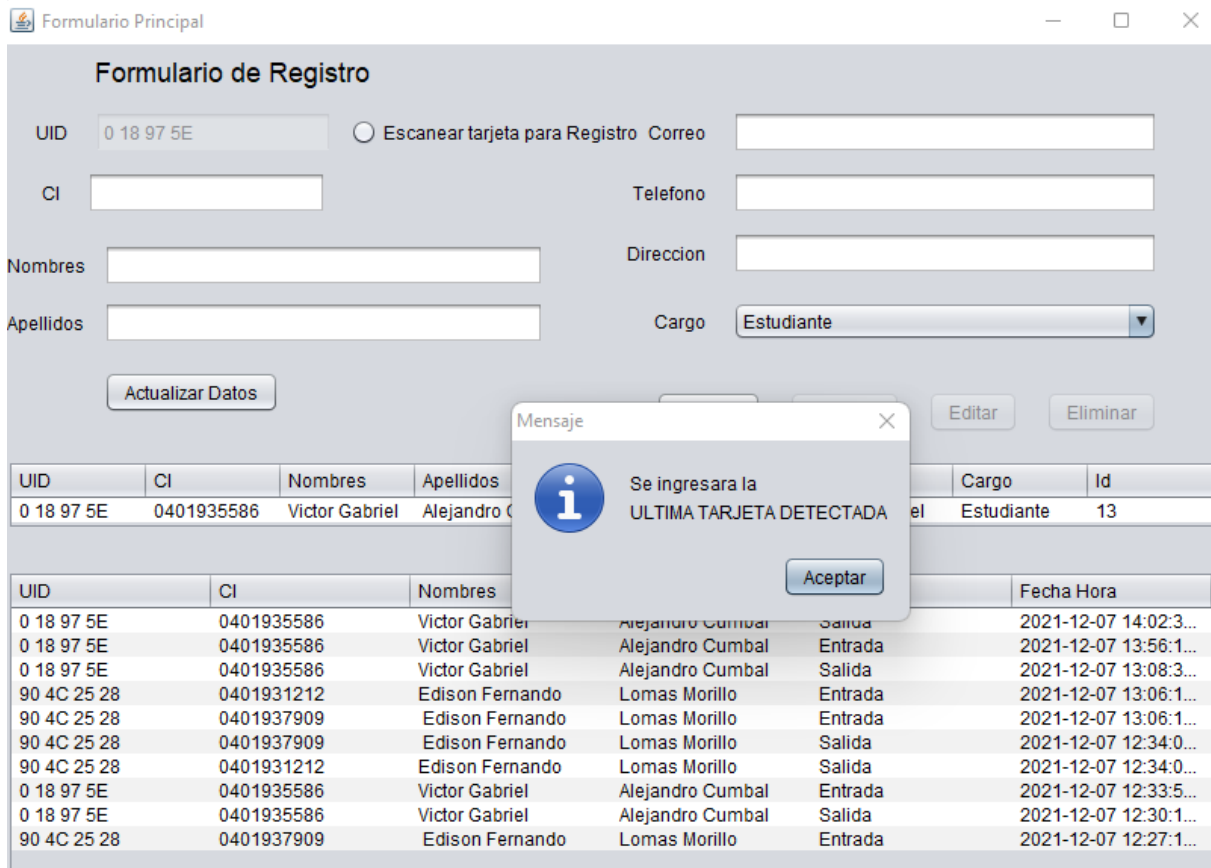 Formulario Principal
Formulario de Registro
UID 0 18 97 5E Escanear tarjeta para Registro Correo
CI Telefono
Nombres Direccion
Apellidos Cargo Estudiante
Actualizar Datos Editar Eliminar
Mensaje
Se ingresara la
ULTIMA TARJETA DETECTADA
Aceptar
UID CI Nombres Apellidos Cargo Id
0 18 97 5E 0401935586 Victor Gabriel Alejandro Estudiante 13
UID CI Nombres Fecha Hora
0 18 97 5E 0401935586 Victor Gabriel Alejandro Cumbal Salida 2021-12-07 14:02:3...
0 18 97 5E 0401935586 Victor Gabriel Alejandro Cumbal Entrada 2021-12-07 13:56:1...
0 18 97 5E 0401935586 Victor Gabriel Alejandro Cumbal Salida 2021-12-07 13:08:3...
90 4C 25 28 0401931212 Edison Fernando Lomas Morillo Entrada 2021-12-07 13:06:1...
90 4C 25 28 0401937909 Edison Fernando Lomas Morillo Entrada 2021-12-07 13:06:1...
90 4C 25 28 0401937909 Edison Fernando Lomas Morillo Salida 2021-12-07 12:34:0...
90 4C 25 28 0401931212 Edison Fernando Lomas Morillo Salida 2021-12-07 12:34:0...
0 18 97 5E 0401935586 Victor Gabriel Alejandro Cumbal Entrada 2021-12-07 12:33:5...
0 18 97 5E 0401935586 Victor Gabriel Alejandro Cumbal Salida 2021-12-07 12:30:1...
90 4C 25 28 0401937909 Edison Fernando Lomas Morillo Entrada 2021-12-07 12:27:1...